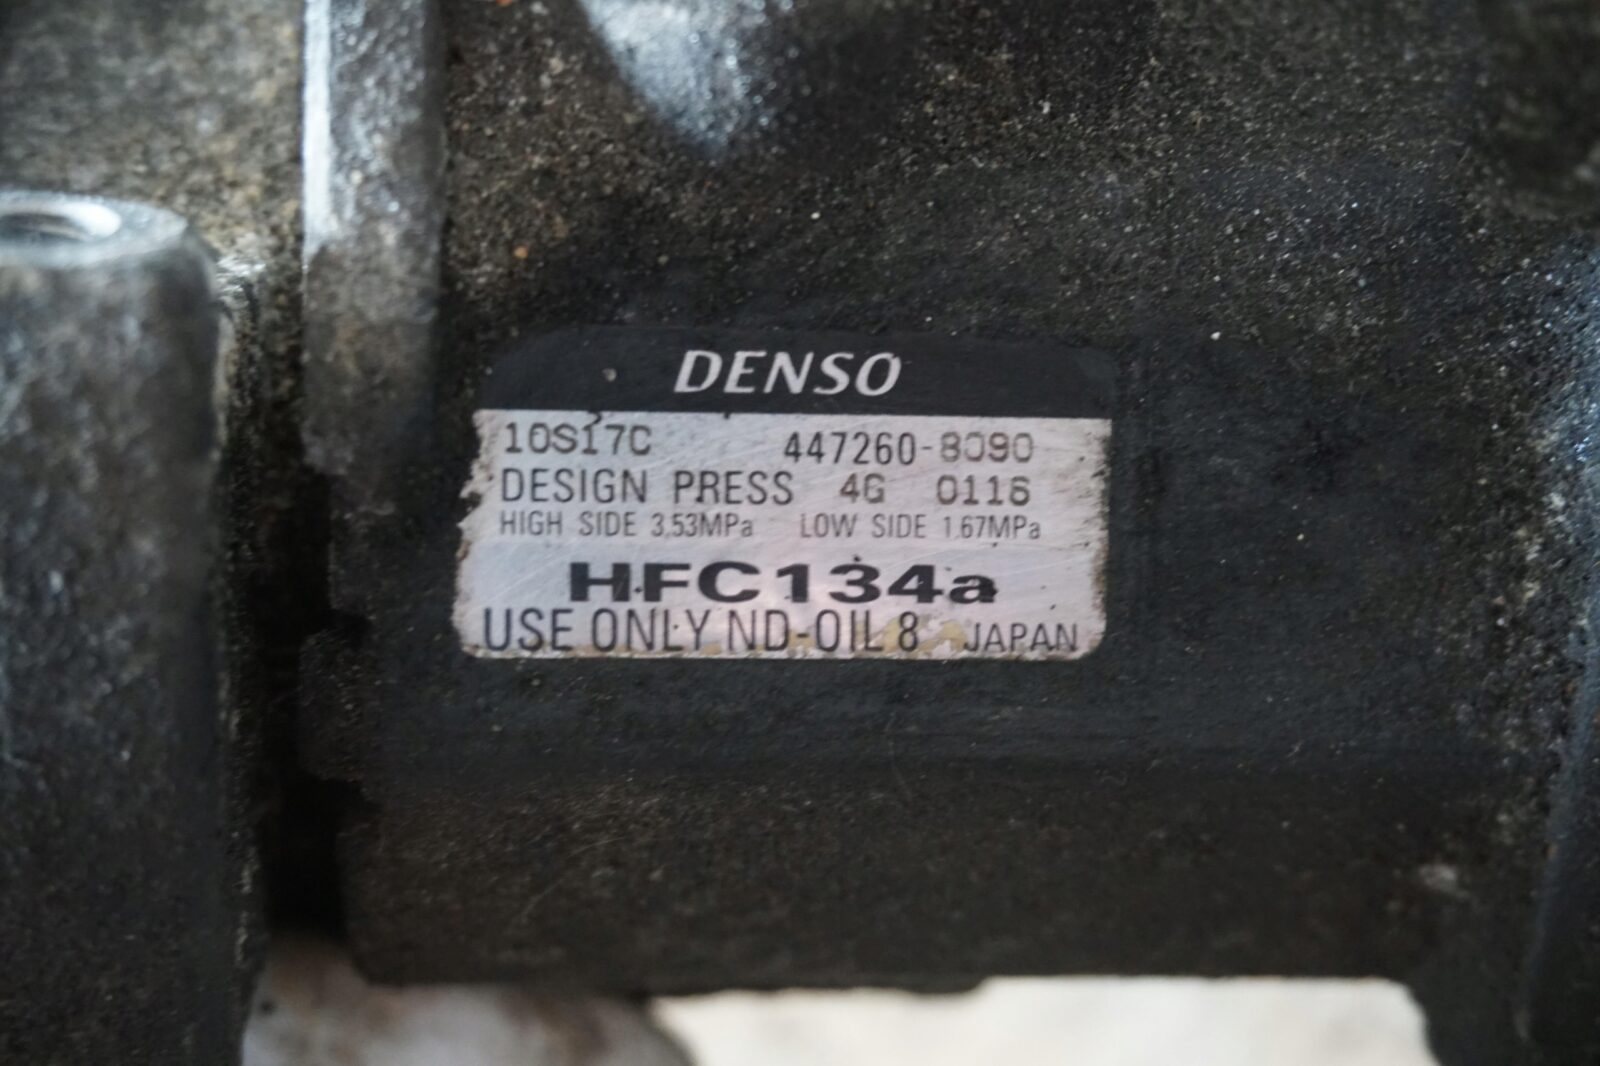 DENSO
10S17C 447260-8090
DESIGN PRESS 4G 0116
HIGH SIDE 3.53MPa LOW SIDE 1.67MPa
HFC134a
USE ONLY ND-OIL 8 JAPAN